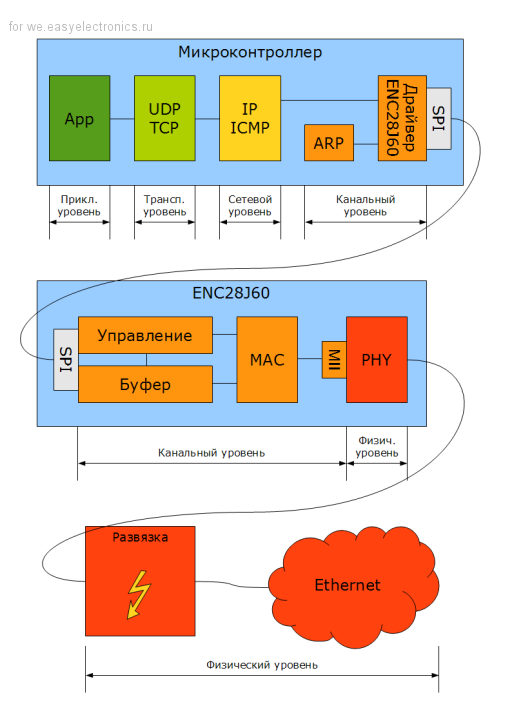 for we.easyelectronics.ru
Микроконтроллер
App
UDP
TCP
IP
ICMP
ARP
Драйвер
ENC28J60
SPI
Прикл.
уровень
Трансп.
уровень
Сетевой
уровень
Канальный
уровень
ENC28J60
SPI
Управление
Буфер
MAC
MII
PHY
Канальный уровень
Физич.
уровень
Развязка
Ethernet
Физический уровень